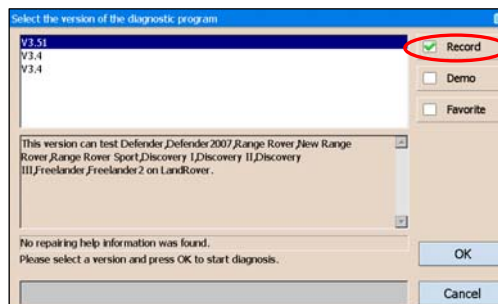 Select the version of the diagnostic program
V3.51
V3.4
V3.4
Record
Demo
Favorite
This version can test Defender,Defender2007,Range Rover,New Range
Rover,Range Rover Sport,Discovery I,Discovery II,Discovery
III,Freelander,Freelander2 on LandRover.
No repairing help information was found.
Please select a version and press OK to start diagnosis.
OK
Cancel